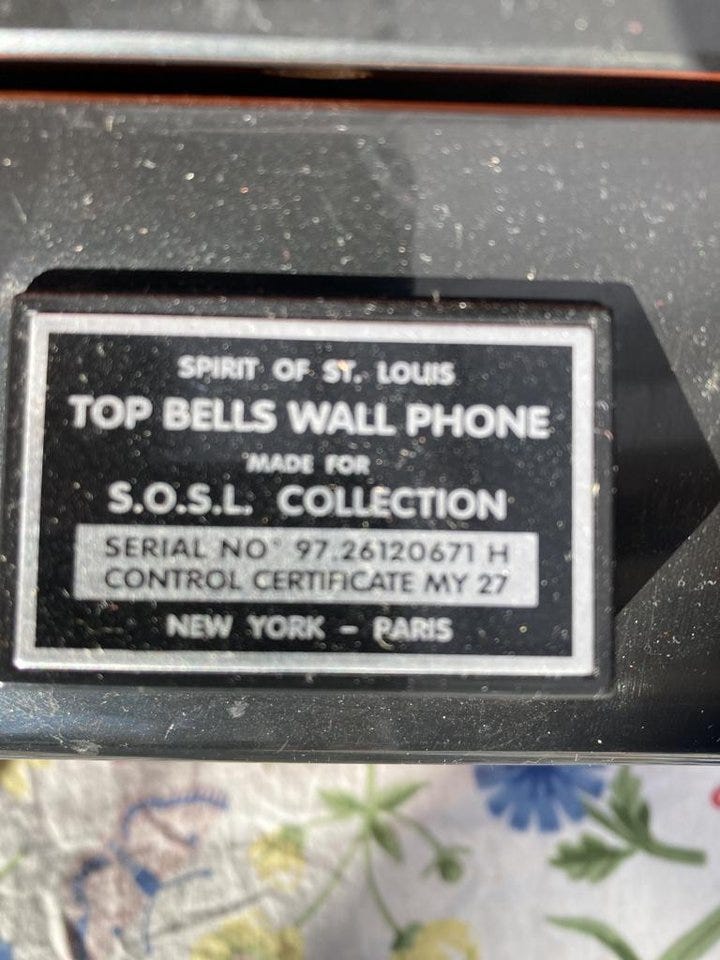 SPIRIT OF ST. LOUIS
TOP BELLS WALL PHONE
MADE FOR
S.O.S.L. COLLECTION
SERIAL NO° 97.26120671 H
CONTROL CERTIFICATE MY 27
NEW YORK – PARIS